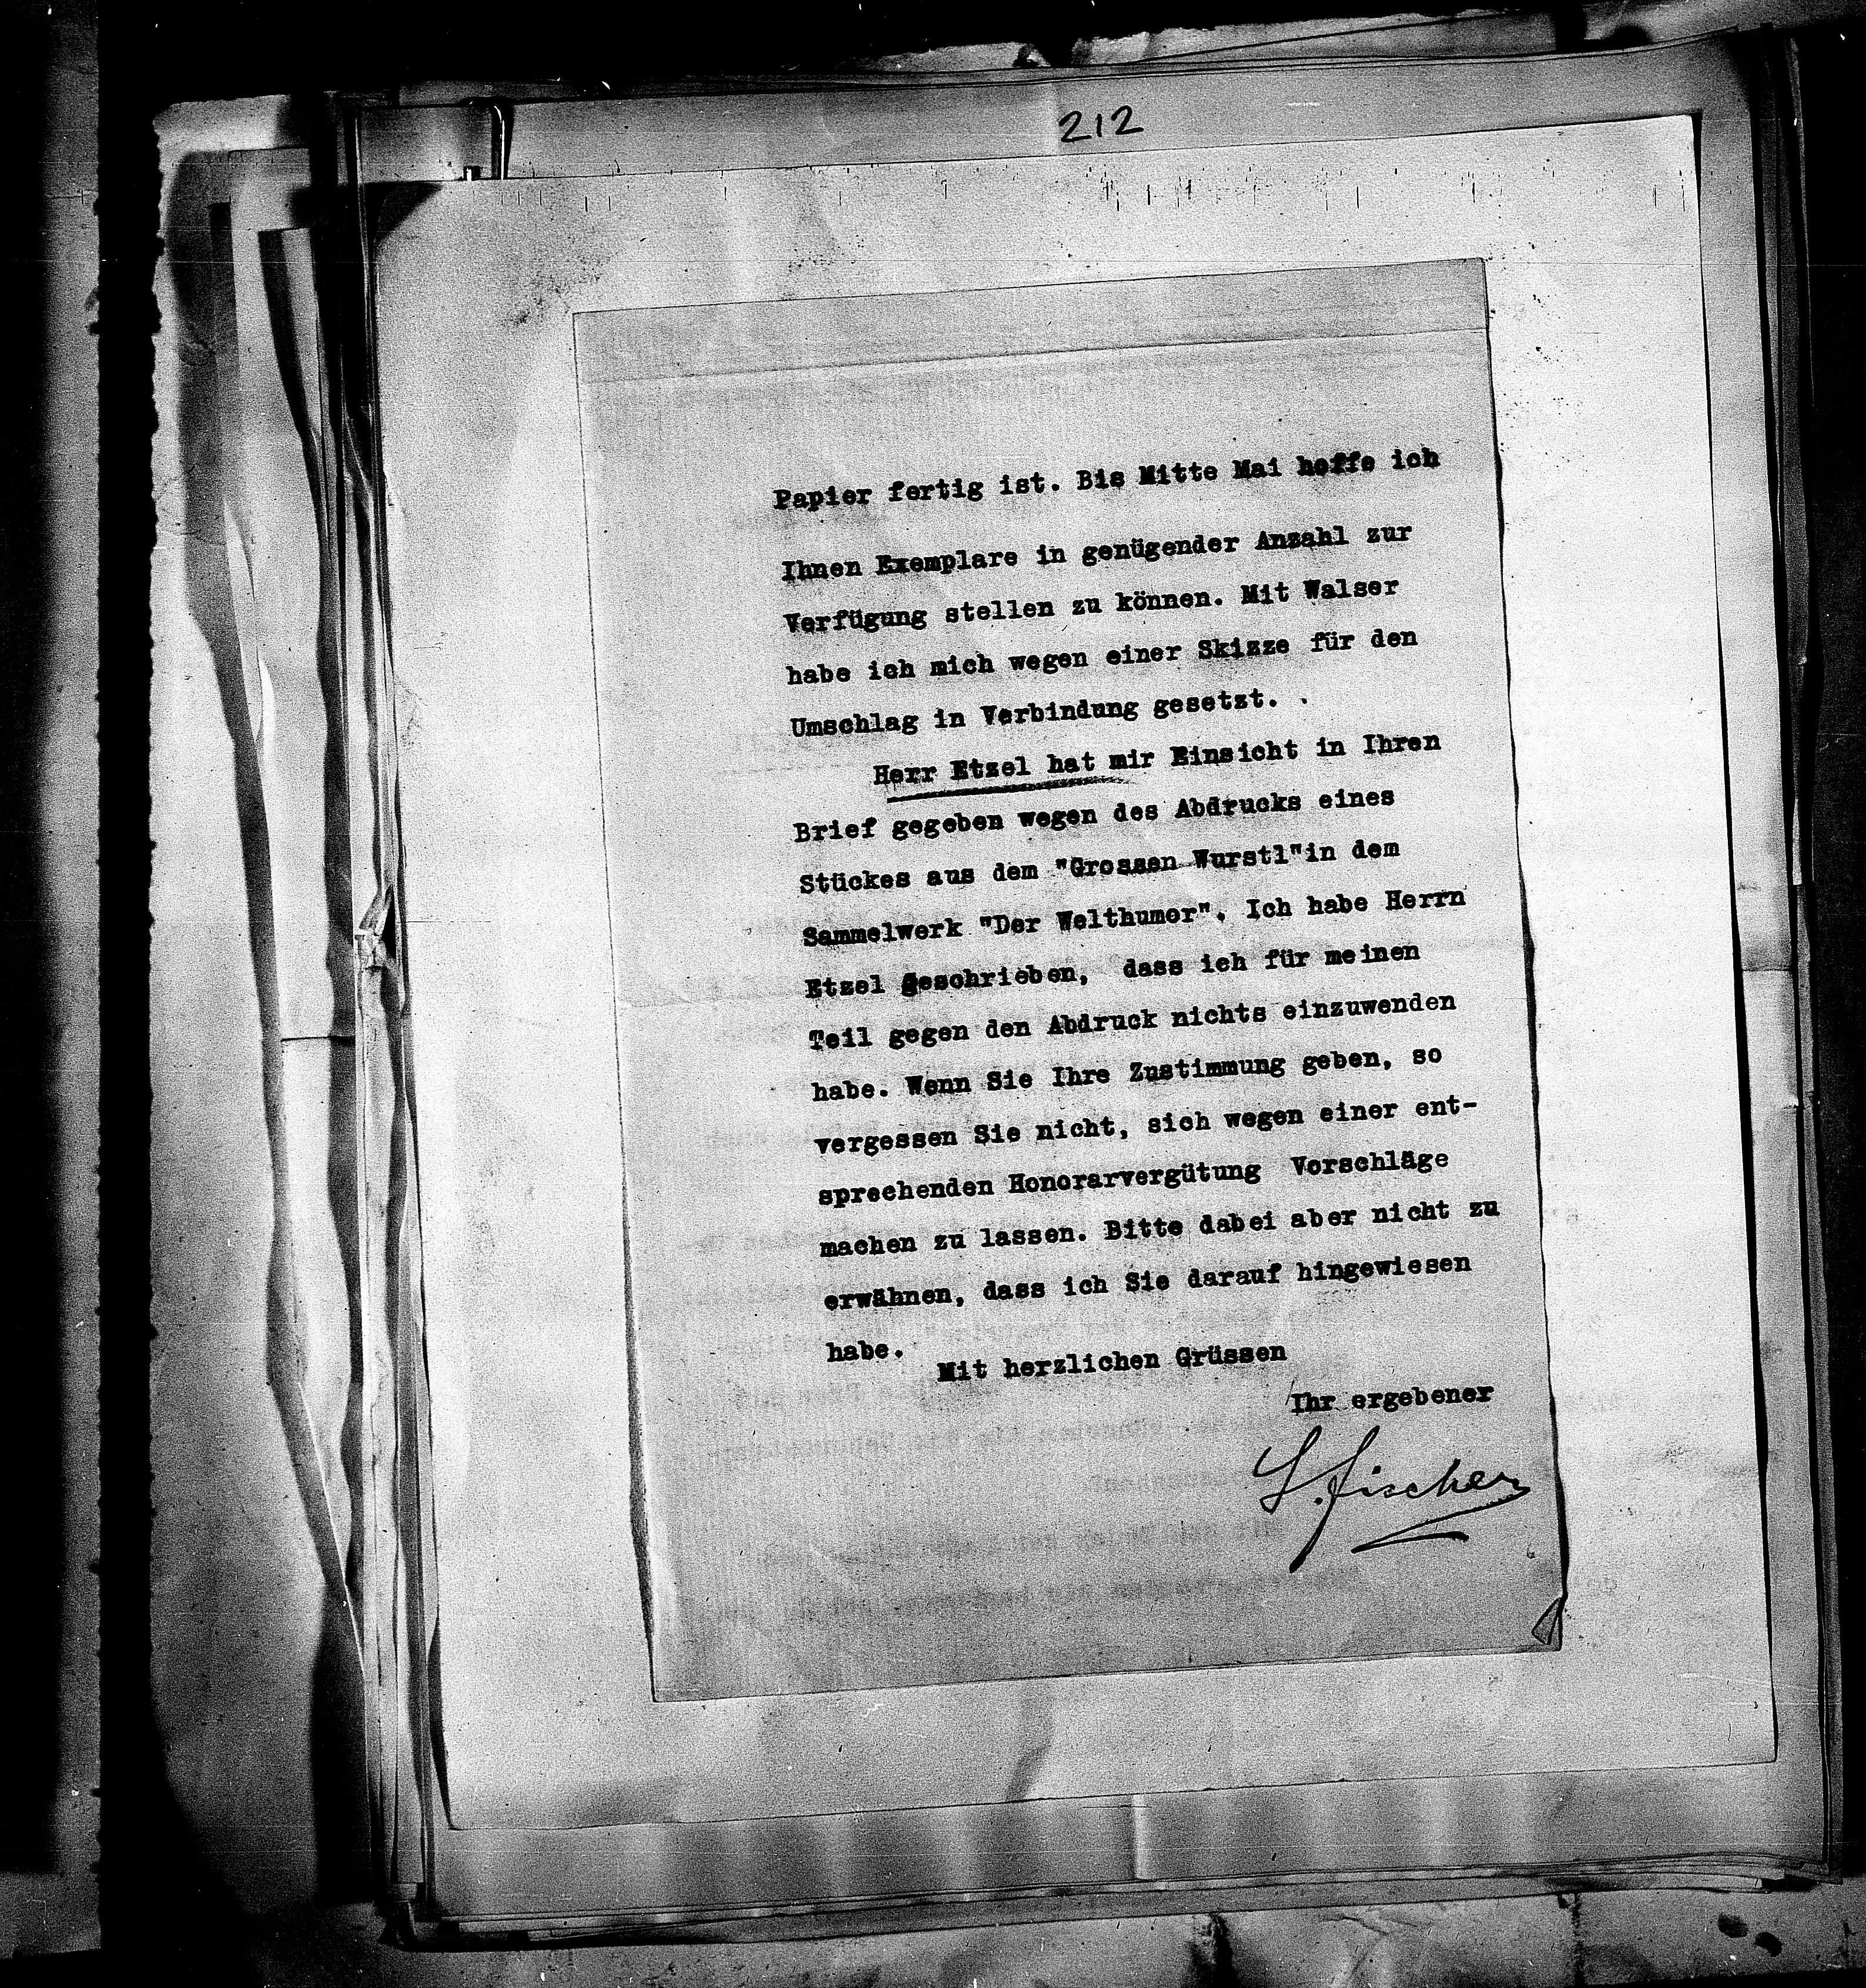 212
Papier fertig ist. Bis Mitte Mai hoffe ich
Ihnen Exemplare in genügender Anzahl zur
Verfügung stellen zu können. Mit Walser
habe ich mich wegen einer Skizze für den
Umschlag in Verbindung gesetzt. .
Herr Etzel hat mir Einsicht in Ihren
Brief gegeben wegen des Abdrucks eines
Stückes aus dem "Grossen Wurstl"in dem
Sammelwerk "Der Welthumor". Ich habe Herrn
Etzel geschrieben, dass ich für meinen
Teil gegen den Abdruck nichts einzuwenden
habe. Wenn Sie Ihre Zustimmung geben, so
vergessen Sie nicht, sich wegen einer ent-
sprechenden Honorarvergütung Vorschläge
machen zu lassen. Bitte dabei aber nicht zu
erwähnen, dass ich Sie darauf hingewiesen
habe.
Mit herzlichen Grüssen
Ihr ergebener
S. Fischer